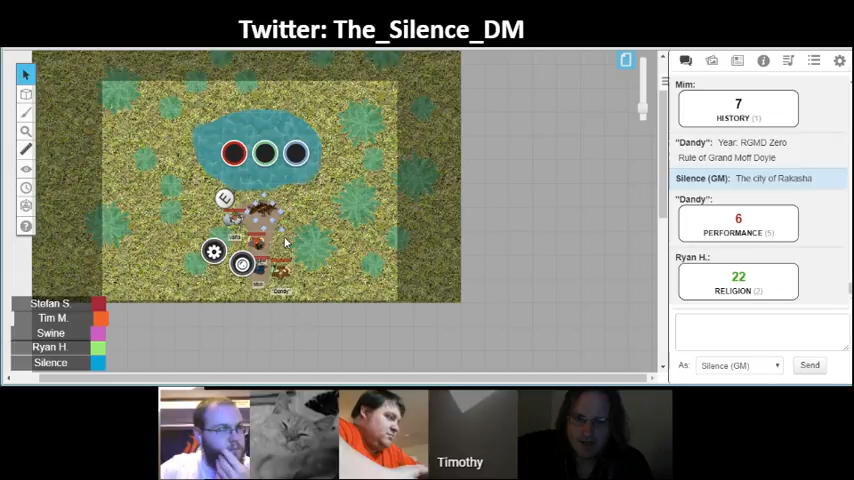 Twitter: The_Silence_DM
Mim:
7
HISTORY (1)
"Dandy": Year: RGMD Zero
Rule of Grand Moff Doyle
Silence (GM): The city of Rakasha
"Dandy":
6
PERFORMANCE (5)
Ryan H.:
22
RELIGION (2)
As:
Silence (GM)
Send
E
"Dandy"
Stefan S.
Tim M.
Swine
Ryan H.
Silence
Timothy